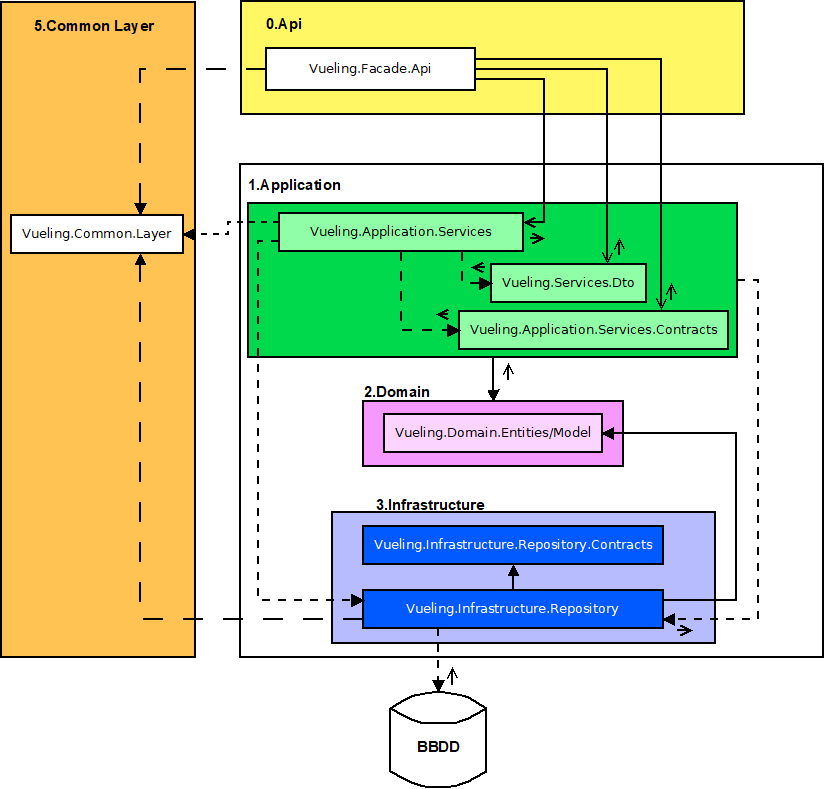 5.Common Layer
0.Api
Vueling.Facade.Api
1.Application
Vueling.Common.Layer
Vueling.Application.Services
Vueling.Services.Dto
Vueling.Application.Services.Contracts
2.Domain
Vueling.Domain.Entities/Model
3.Infrastructure
Vueling.Infrastructure.Repository.Contracts
Vueling.Infrastructure.Repository
BBDD